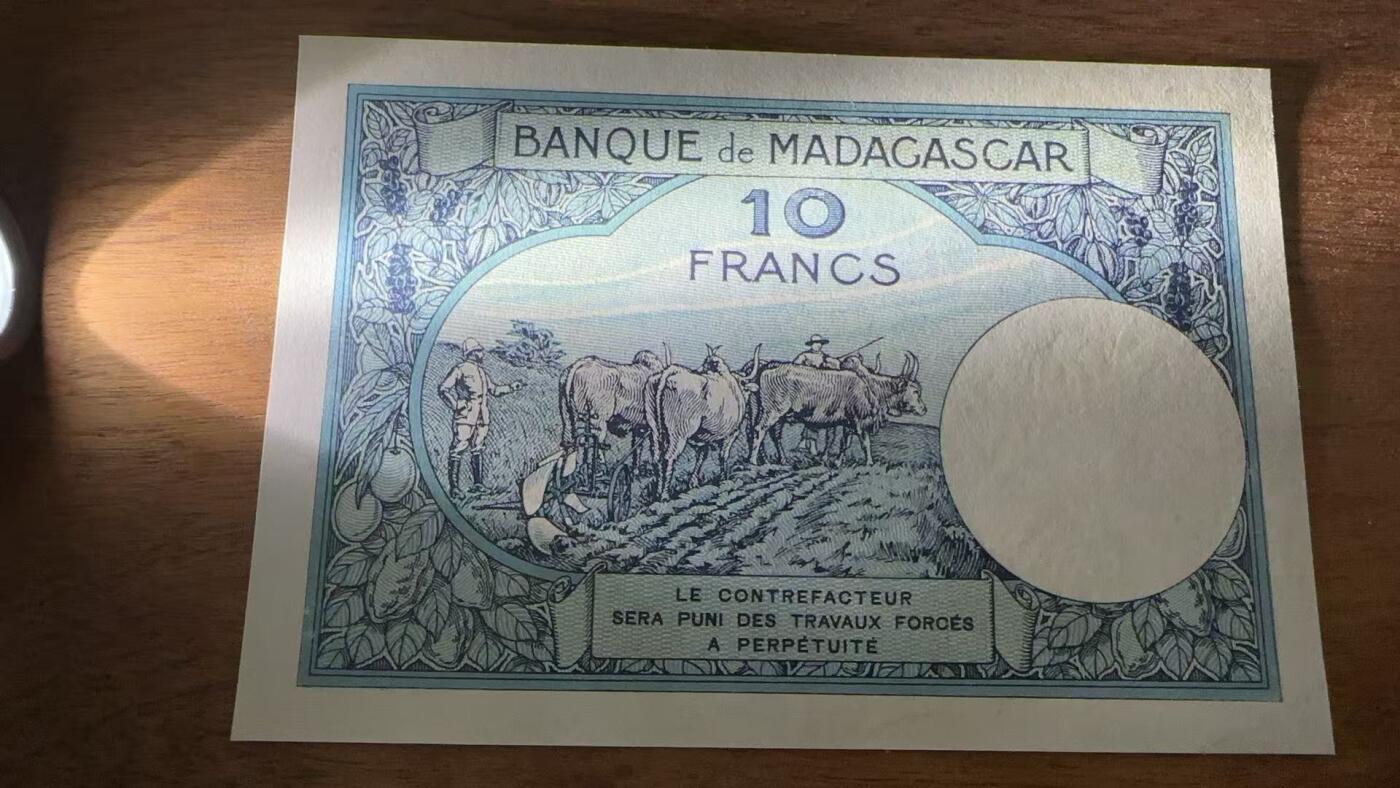 BANQUE de MADAGASCAR
10
FRANCS
LE CONTREFACTEUR
SERA PUNI DES TRAVAUX FORCÉS
A PERPÉTUITÉ